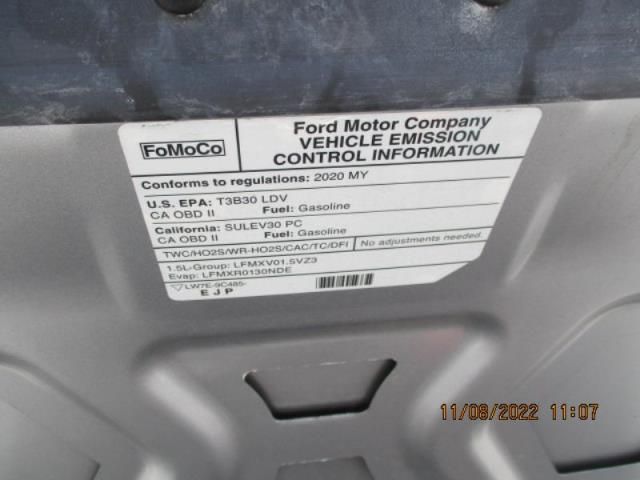 FoMoCo
Ford Motor Company
VEHICLE EMISSION
CONTROL INFORMATION
Conforms to regulations: 2020 MY
U.S. EPA: T3B30 LDV
CA OBD II Fuel: Gasoline
California: SULEV30 PC
CA OBD II Fuel: Gasoline
TWC/HO2S/WR-HO2S/CAC/TC/DFI No adjustments needed.
1.5L-Group: LFMXV01.5VZ3
Evap: LFMXR0130NDE
LW7E-9C485-
EJP
11/08/2022 11:07